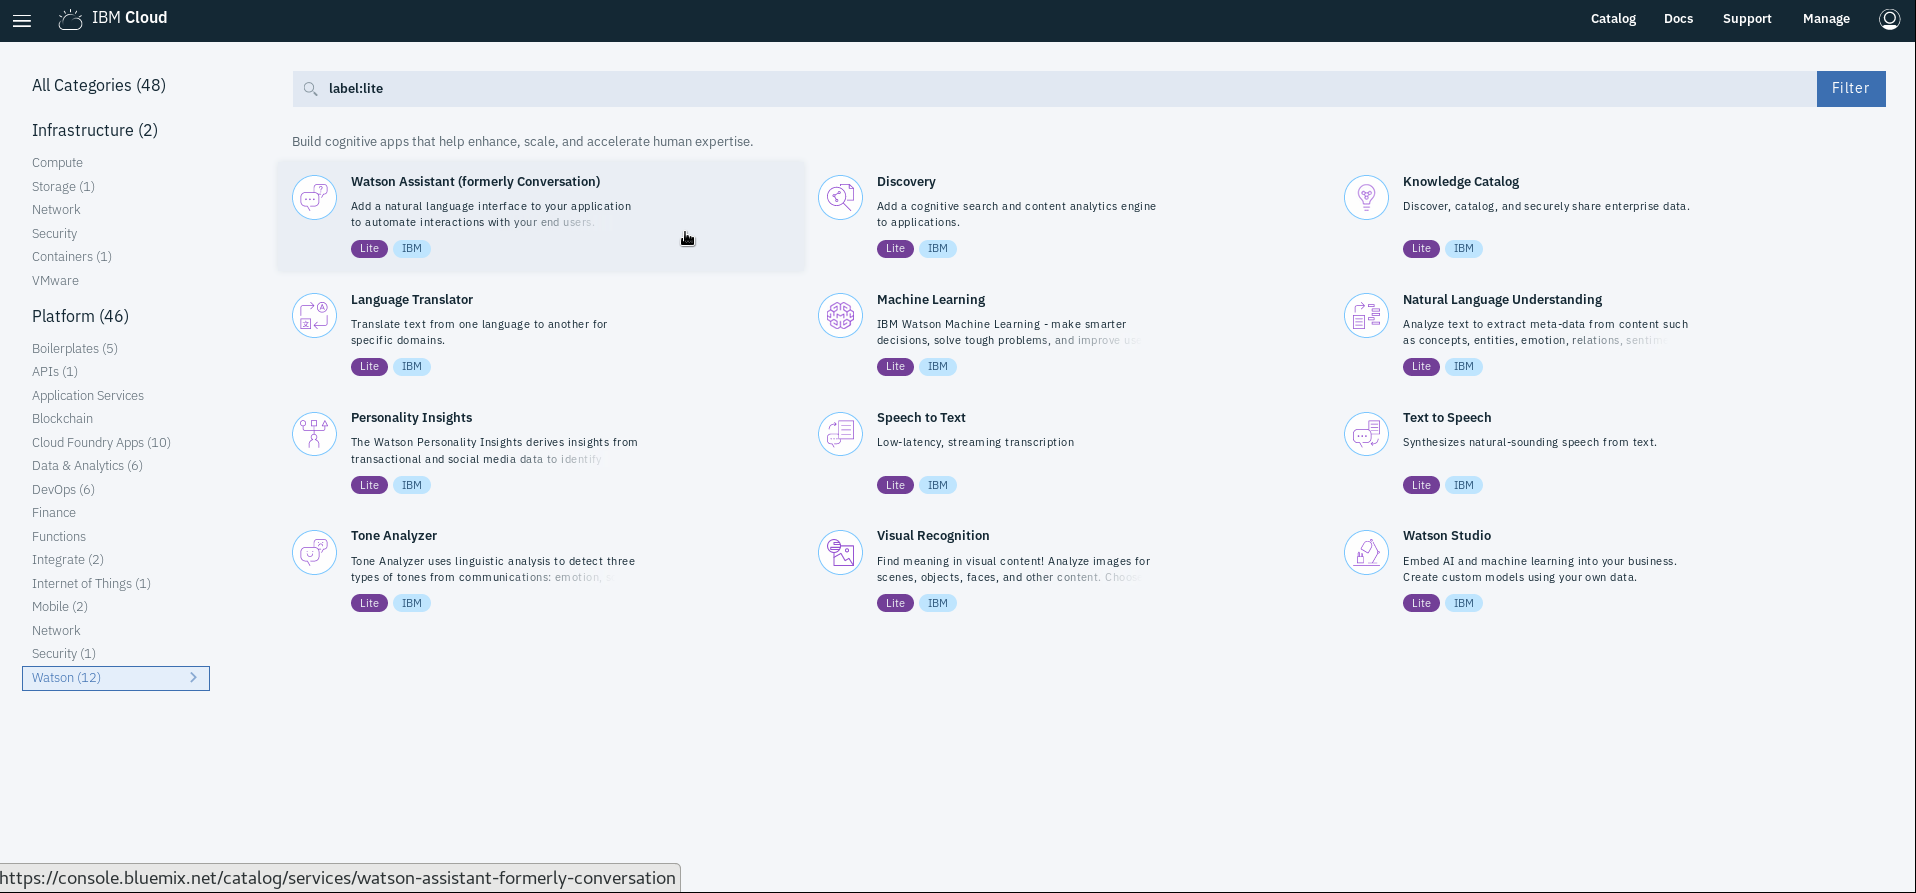 IBM Cloud
Catalog
Docs
Support
Manage
All Categories (48)
Infrastructure (2)
Compute
Storage (1)
Network
Security
Containers (1)
VMware
Platform (46)
Boilerplates (5)
APIs (1)
Application Services
Blockchain
Cloud Foundry Apps (10)
Data & Analytics (6)
DevOps (6)
Finance
Functions
Integrate (2)
Internet of Things (1)
Mobile (2)
Network
Security (1)
Watson (12)
label:lite
Filter
Build cognitive apps that help enhance, scale, and accelerate human expertise.
Watson Assistant (formerly Conversation)
Add a natural language interface to your application
to automate interactions with your end users.
Lite
IBM
Discovery
Add a cognitive search and content analytics engine
to applications.
Lite
IBM
Knowledge Catalog
Discover, catalog, and securely share enterprise data.
Lite
IBM
Language Translator
Translate text from one language to another for
specific domains.
Lite
IBM
Machine Learning
IBM Watson Machine Learning - make smarter
decisions, solve tough problems, and improve
Lite
IBM
Natural Language Understanding
Analyze text to extract meta-data from content such
as concepts, entities, emotion, relations,
Lite
IBM
Personality Insights
The Watson Personality Insights derives insights from
transactional and social media data to identify
Lite
IBM
Speech to Text
Low-latency, streaming transcription
Lite
IBM
Text to Speech
Synthesizes natural-sounding speech from text.
Lite
IBM
Tone Analyzer
Tone Analyzer uses linguistic analysis to detect three
types of tones from communications: emotion,
Lite
IBM
Visual Recognition
Find meaning in visual content! Analyze images for
scenes, objects, faces, and other content.
Lite
IBM
Watson Studio
Embed AI and machine learning into your business.
Create custom models using your own data.
Lite
IBM
https://console.bluemix.net/catalog/services/watson-assistant-formerly-conversation